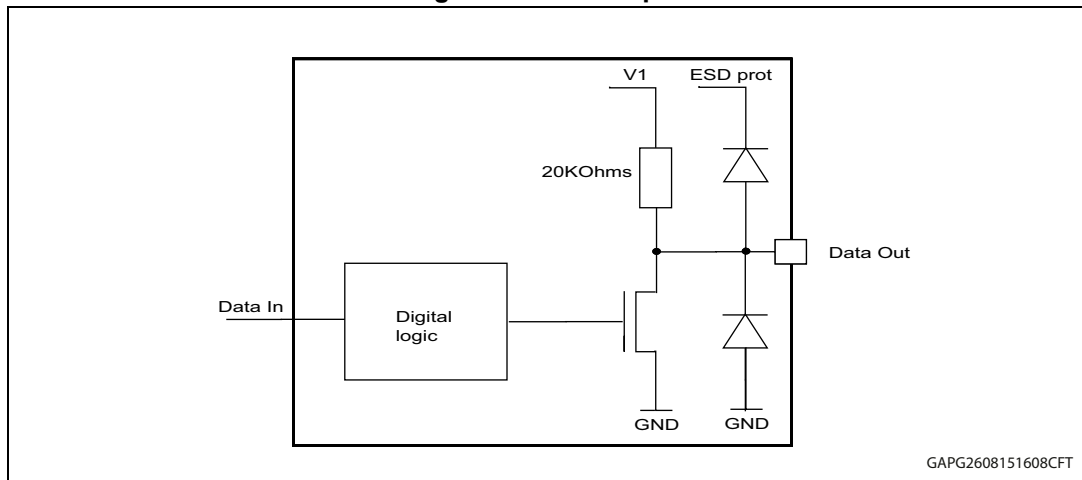 V1
ESD prot
20KOhms
Data Out
Data In
Digital
logic
GND
GND
GAPG2608151608CFT